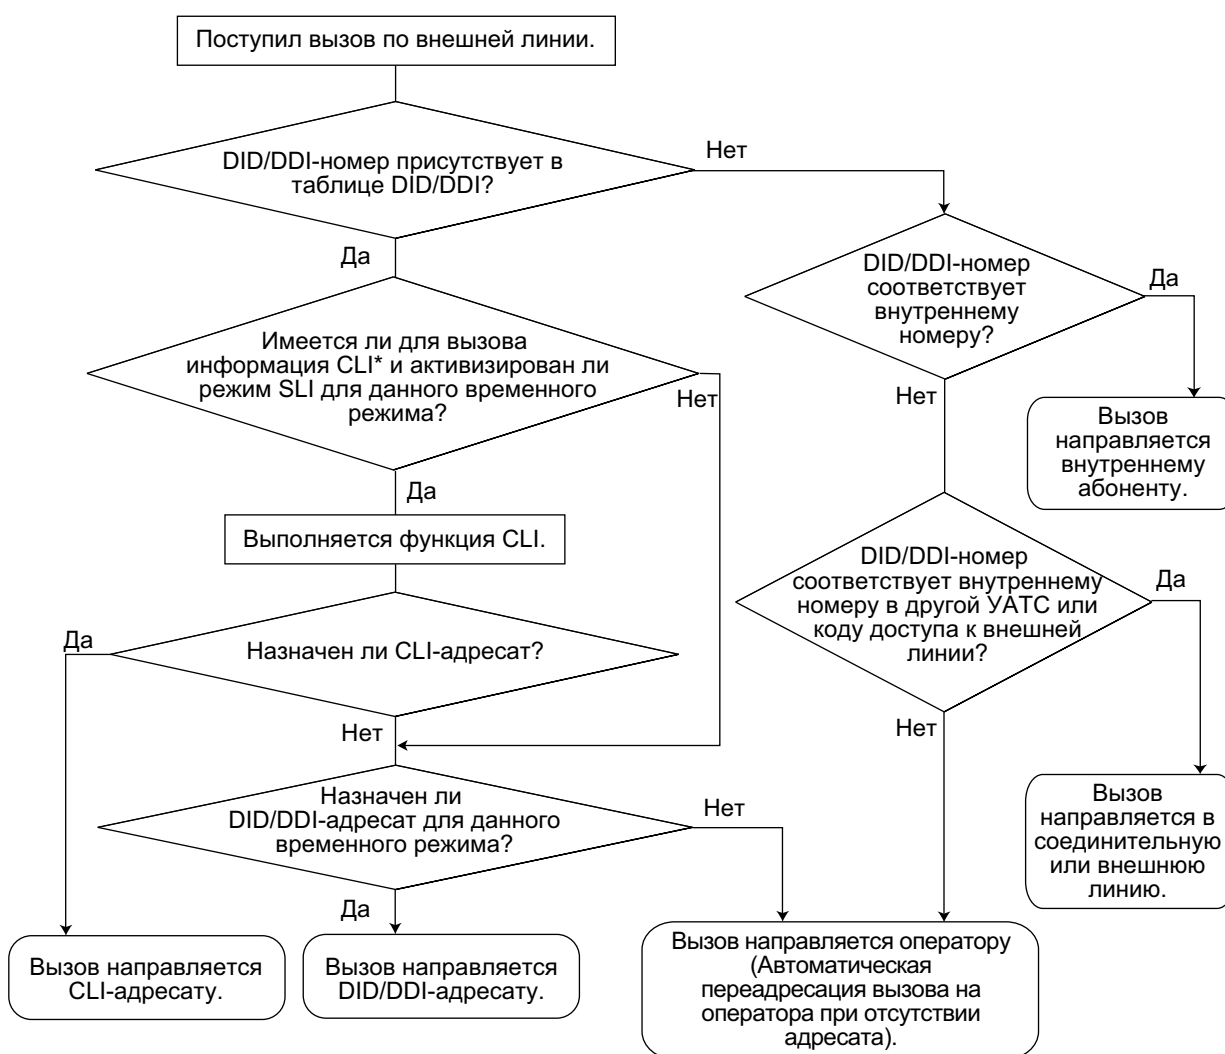 Поступил вызов по внешней линии.
DID/DDI-номер присутствует в
таблице DID/DDI?
Нет
Да
DID/DDI-номер
соответствует
внутреннему
номеру?
Да
Нет
Вызов
направляется
внутреннему
абоненту.
Имеется ли для вызова
информация CLI* и активизирован ли
режим SLI для данного временного
режима?
Нет
Да
Выполняется функция CLI.
DID/DDI-номер
соответствует внутреннему
номеру в другой УАТС или
коду доступа к внешней
линии?
Да
Нет
Назначен ли CLI-адресат?
Да
Нет
Назначен ли
DID/DDI-адресат для данного
временного режима?
Нет
Да
Вызов
направляется в
соединительную
или внешнюю
линию.
Вызов направляется
CLI-адресату.
Вызов направляется
DID/DDI-адресату.
Вызов направляется оператору
(Автоматическая
переадресация вызова на
оператора при отсутствии
адресата).